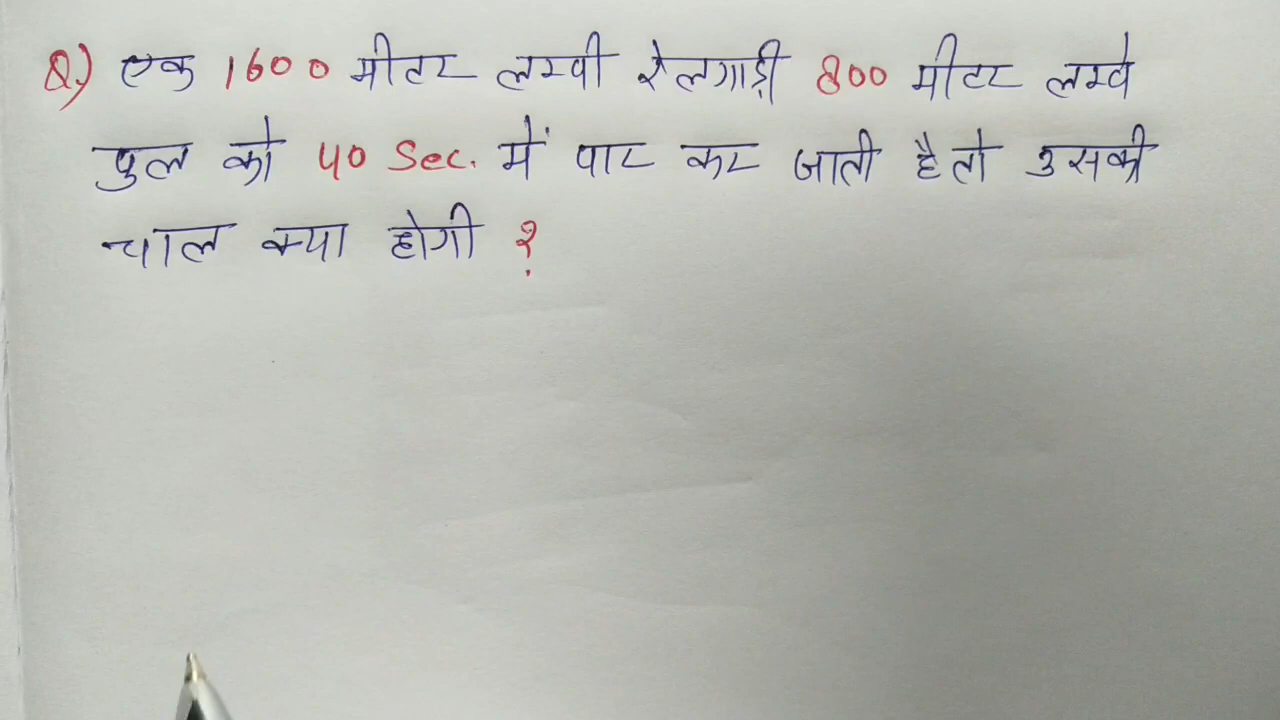 Q.) एक 1600 मीटर लम्बी रेलगाड़ी 800 मीटर लम्बे
पुल को 40 Sec. में पार कर जाती है तो उसकी
चाल क्या होगी ?